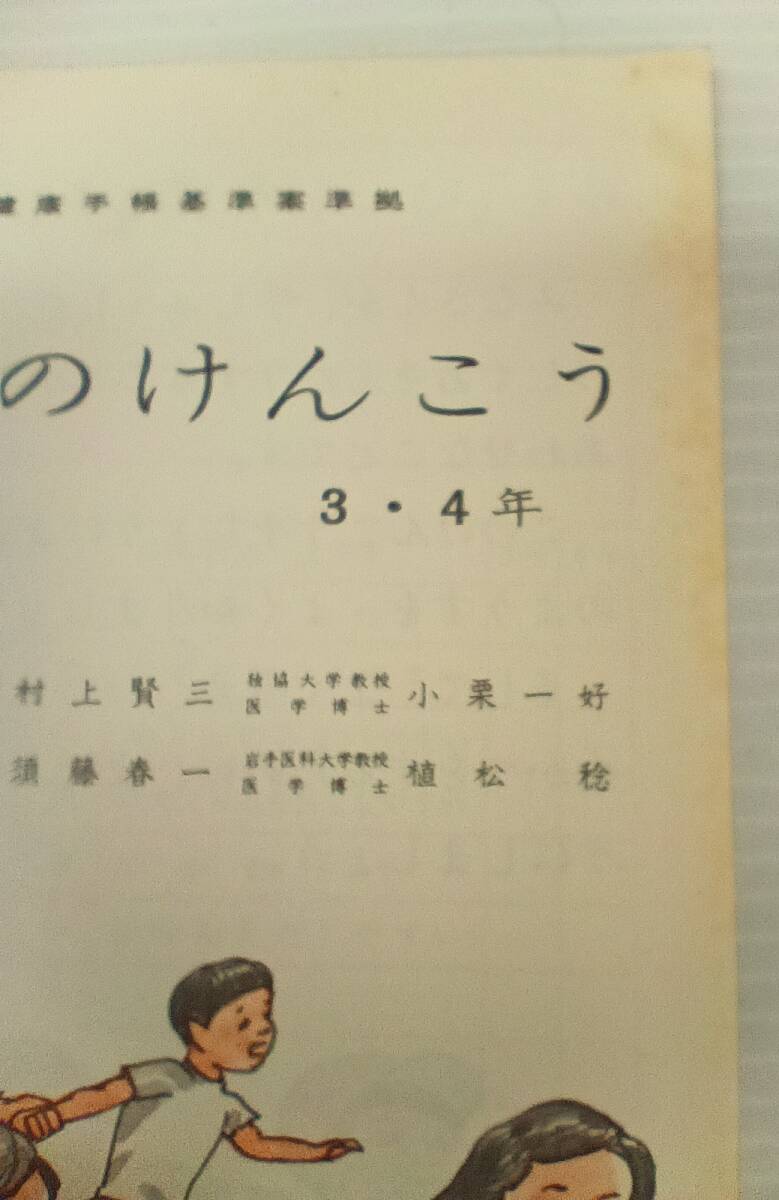 健康手帳基準案準拠
のけんこう
3・4年
村上賢三 独協大学教授 医学博士 小栗一好
須藤春一 岩手医科大学教授 医学博士 植松稔